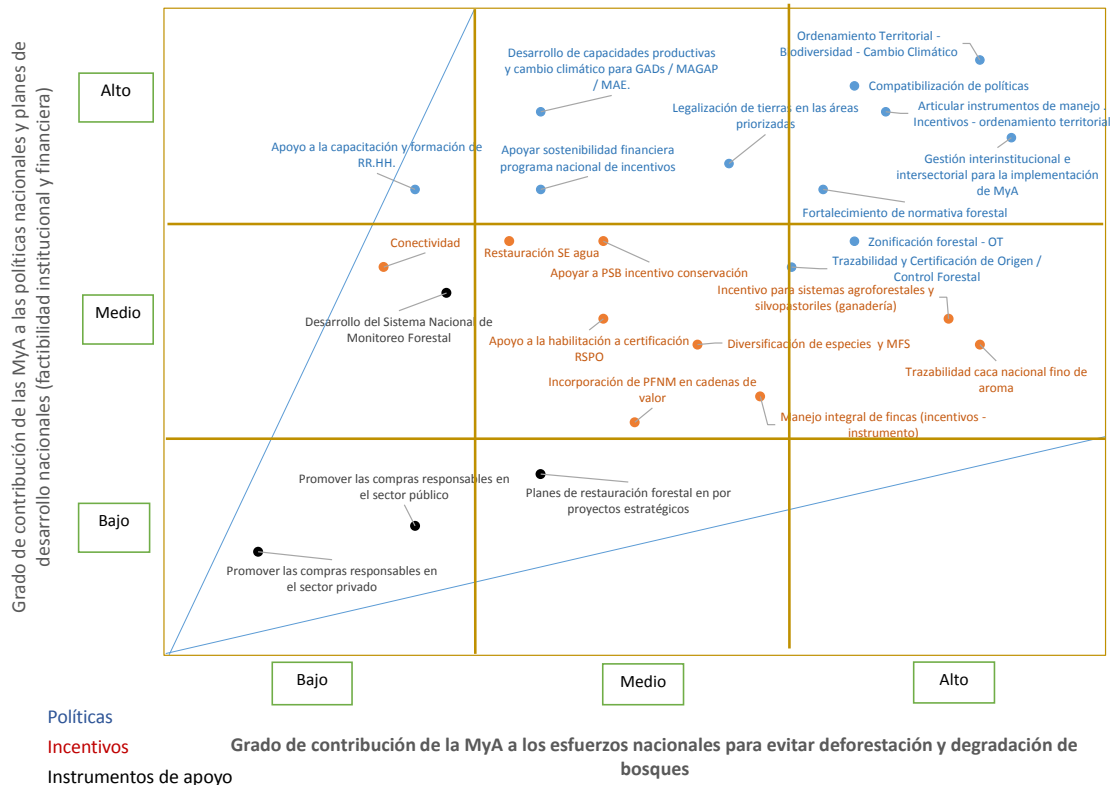 Grado de contribución de las MyA a las políticas nacionales y planes de
desarrollo nacionales (factibilidad institucional y financiera)
Alto
Medio
Bajo
Ordenamiento Territorial -
Biodiversidad - Cambio Climático
Desarrollo de capacidades productivas
y cambio climático para GADs / MAGAP
/ MAE.
Compatibilización de políticas
Legalización de tierras en las áreas
priorizadas
Articular instrumentos de manejo .
Incentivos - ordenamiento territorial
Apoyo a la capacitación y formación de
RR.HH.
Apoyar sostenibilidad financiera
programa nacional de incentivos
Gestión interinstitucional e
intersectorial para la implementación
de MyA
Fortalecimiento de normativa forestal
Conectividad
Restauración SE agua
Apoyar a PSB incentivo conservación
Zonificación forestal - OT
Trazabilidad y Certificación de Origen /
Control Forestal
Incentivo para sistemas agroforestales y
silvopastoriles (ganadería)
Desarrollo del Sistema Nacional de
Monitoreo Forestal
Apoyo a la habilitación a certificación
RSPO
Diversificación de especies y MFS
Trazabilidad caca nacional fino de
aroma
Incorporación de PFNM en cadenas de
valor
Manejo integral de fincas (incentivos -
instrumento)
Promover las compras responsables en
el sector público
Planes de restauración forestal en por
proyectos estratégicos
Promover las compras responsables en
el sector privado
Bajo
Medio
Alto
Políticas
Incentivos
Instrumentos de apoyo
Grado de contribución de la MyA a los esfuerzos nacionales para evitar deforestación y degradación de
bosques